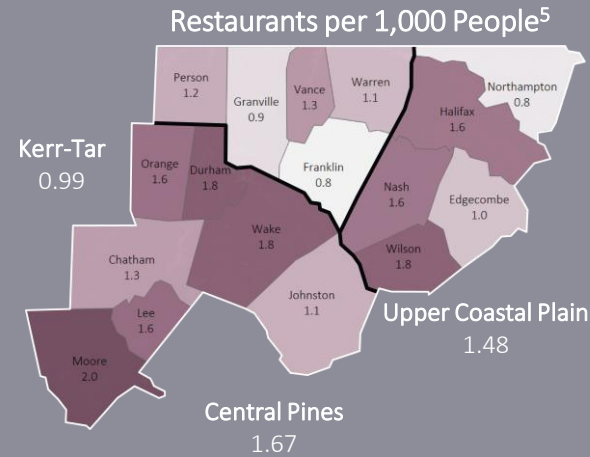 Restaurants per 1,000 People⁵
Person
1.2
Granville
0.9
Vance
1.3
Warren
1.1
Northampton
0.8
Halifax
1.6
Kerr-Tar
0.99
Orange
1.6
Durham
1.8
Franklin
0.8
Nash
1.6
Edgecombe
1.0
Wake
1.8
Wilson
1.8
Chatham
1.3
Johnston
1.1
Lee
1.6
Upper Coastal Plain
1.48
Moore
2.0
Central Pines
1.67